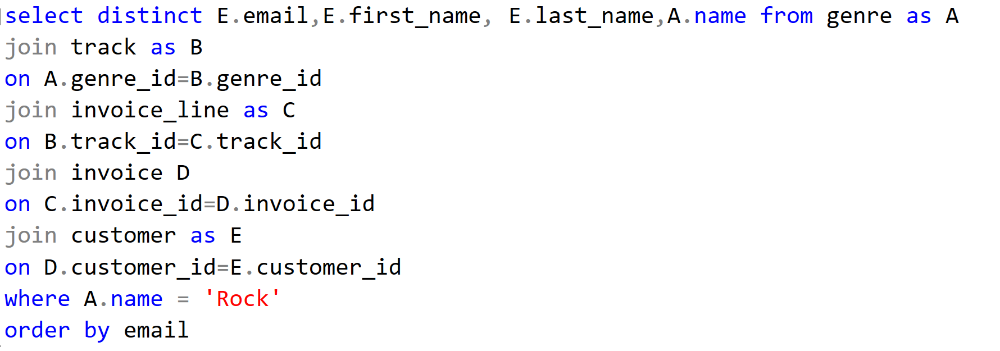 select distinct E.email,E.first_name, E.last_name,A.name from genre as A
join track as B
on A.genre_id=B.genre_id
join invoice_line as C
on B.track_id=C.track_id
join invoice D
on C.invoice_id=D.invoice_id
join customer as E
on D.customer_id=E.customer_id
where A.name = 'Rock'
order by email